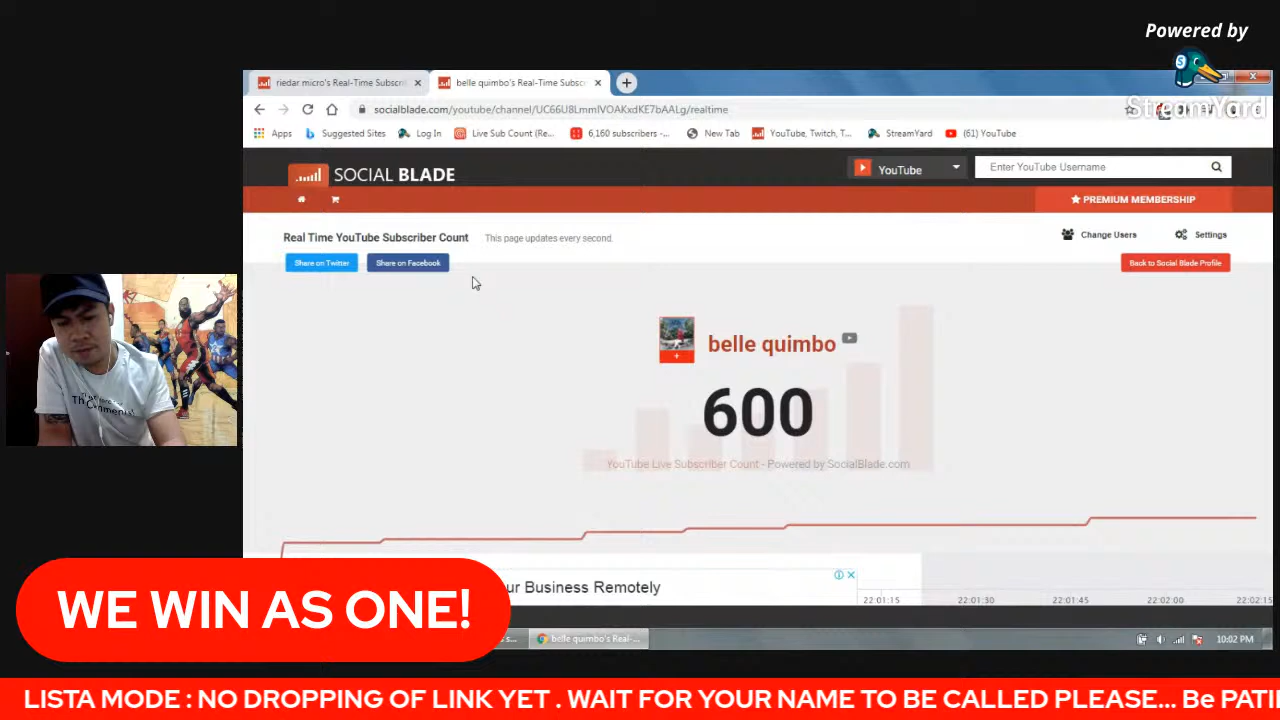 Powered by
StreamYard
riedar micro's Real-Time Subscri
belle quimbo's Real-Time Subsc
socialblade.com/youtube/channel/UC66U8LmmIVOAKxdKE7bAALg/realtime
Apps Suggested Sites Log In Live Sub Count (Re... 6,160 subscribers -... New Tab YouTube, Twitch, T... StreamYard (61) YouTube
SOCIAL BLADE
YouTube
Enter YouTube Username
PREMIUM MEMBERSHIP
Real Time YouTube Subscriber Count
This page updates every second.
Change Users
Settings
Share on Twitter
Share on Facebook
Back to Social Blade Profile
belle quimbo
600
YouTube Live Subscriber Count - Powered by SocialBlade.com
ur Business Remotely
22:01:15 22:01:30 22:01:45 22:02:00 22:02:15
WE WIN AS ONE!
belle quimbo's Real-...
10:02 PM
LISTA MODE : NO DROPPING OF LINK YET . WAIT FOR YOUR NAME TO BE CALLED PLEASE... Be PATI